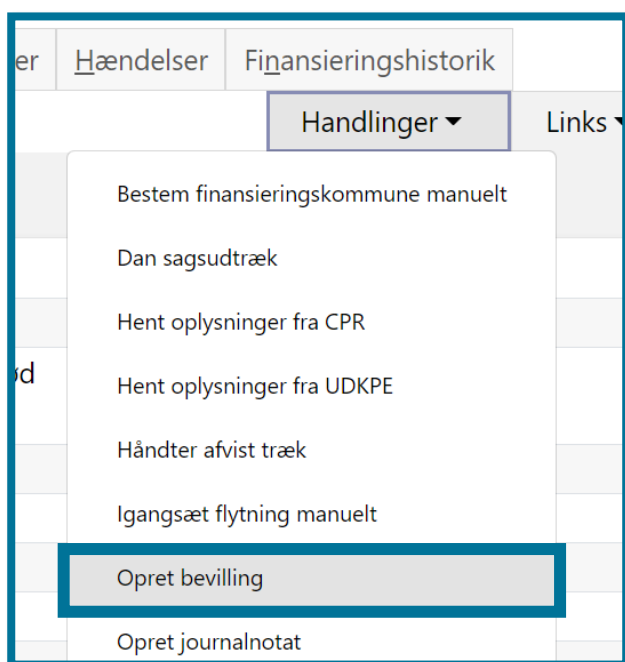 er Hændelser Finansieringshistorik
Handlinger Links
Bestem finansieringskommune manuelt
Dan sagsudtræk
Hent oplysninger fra CPR
Hent oplysninger fra UDKPE
ød
Håndter afvist træk
Igangsæt flytning manuelt
Opret bevilling
Opret journalnotat